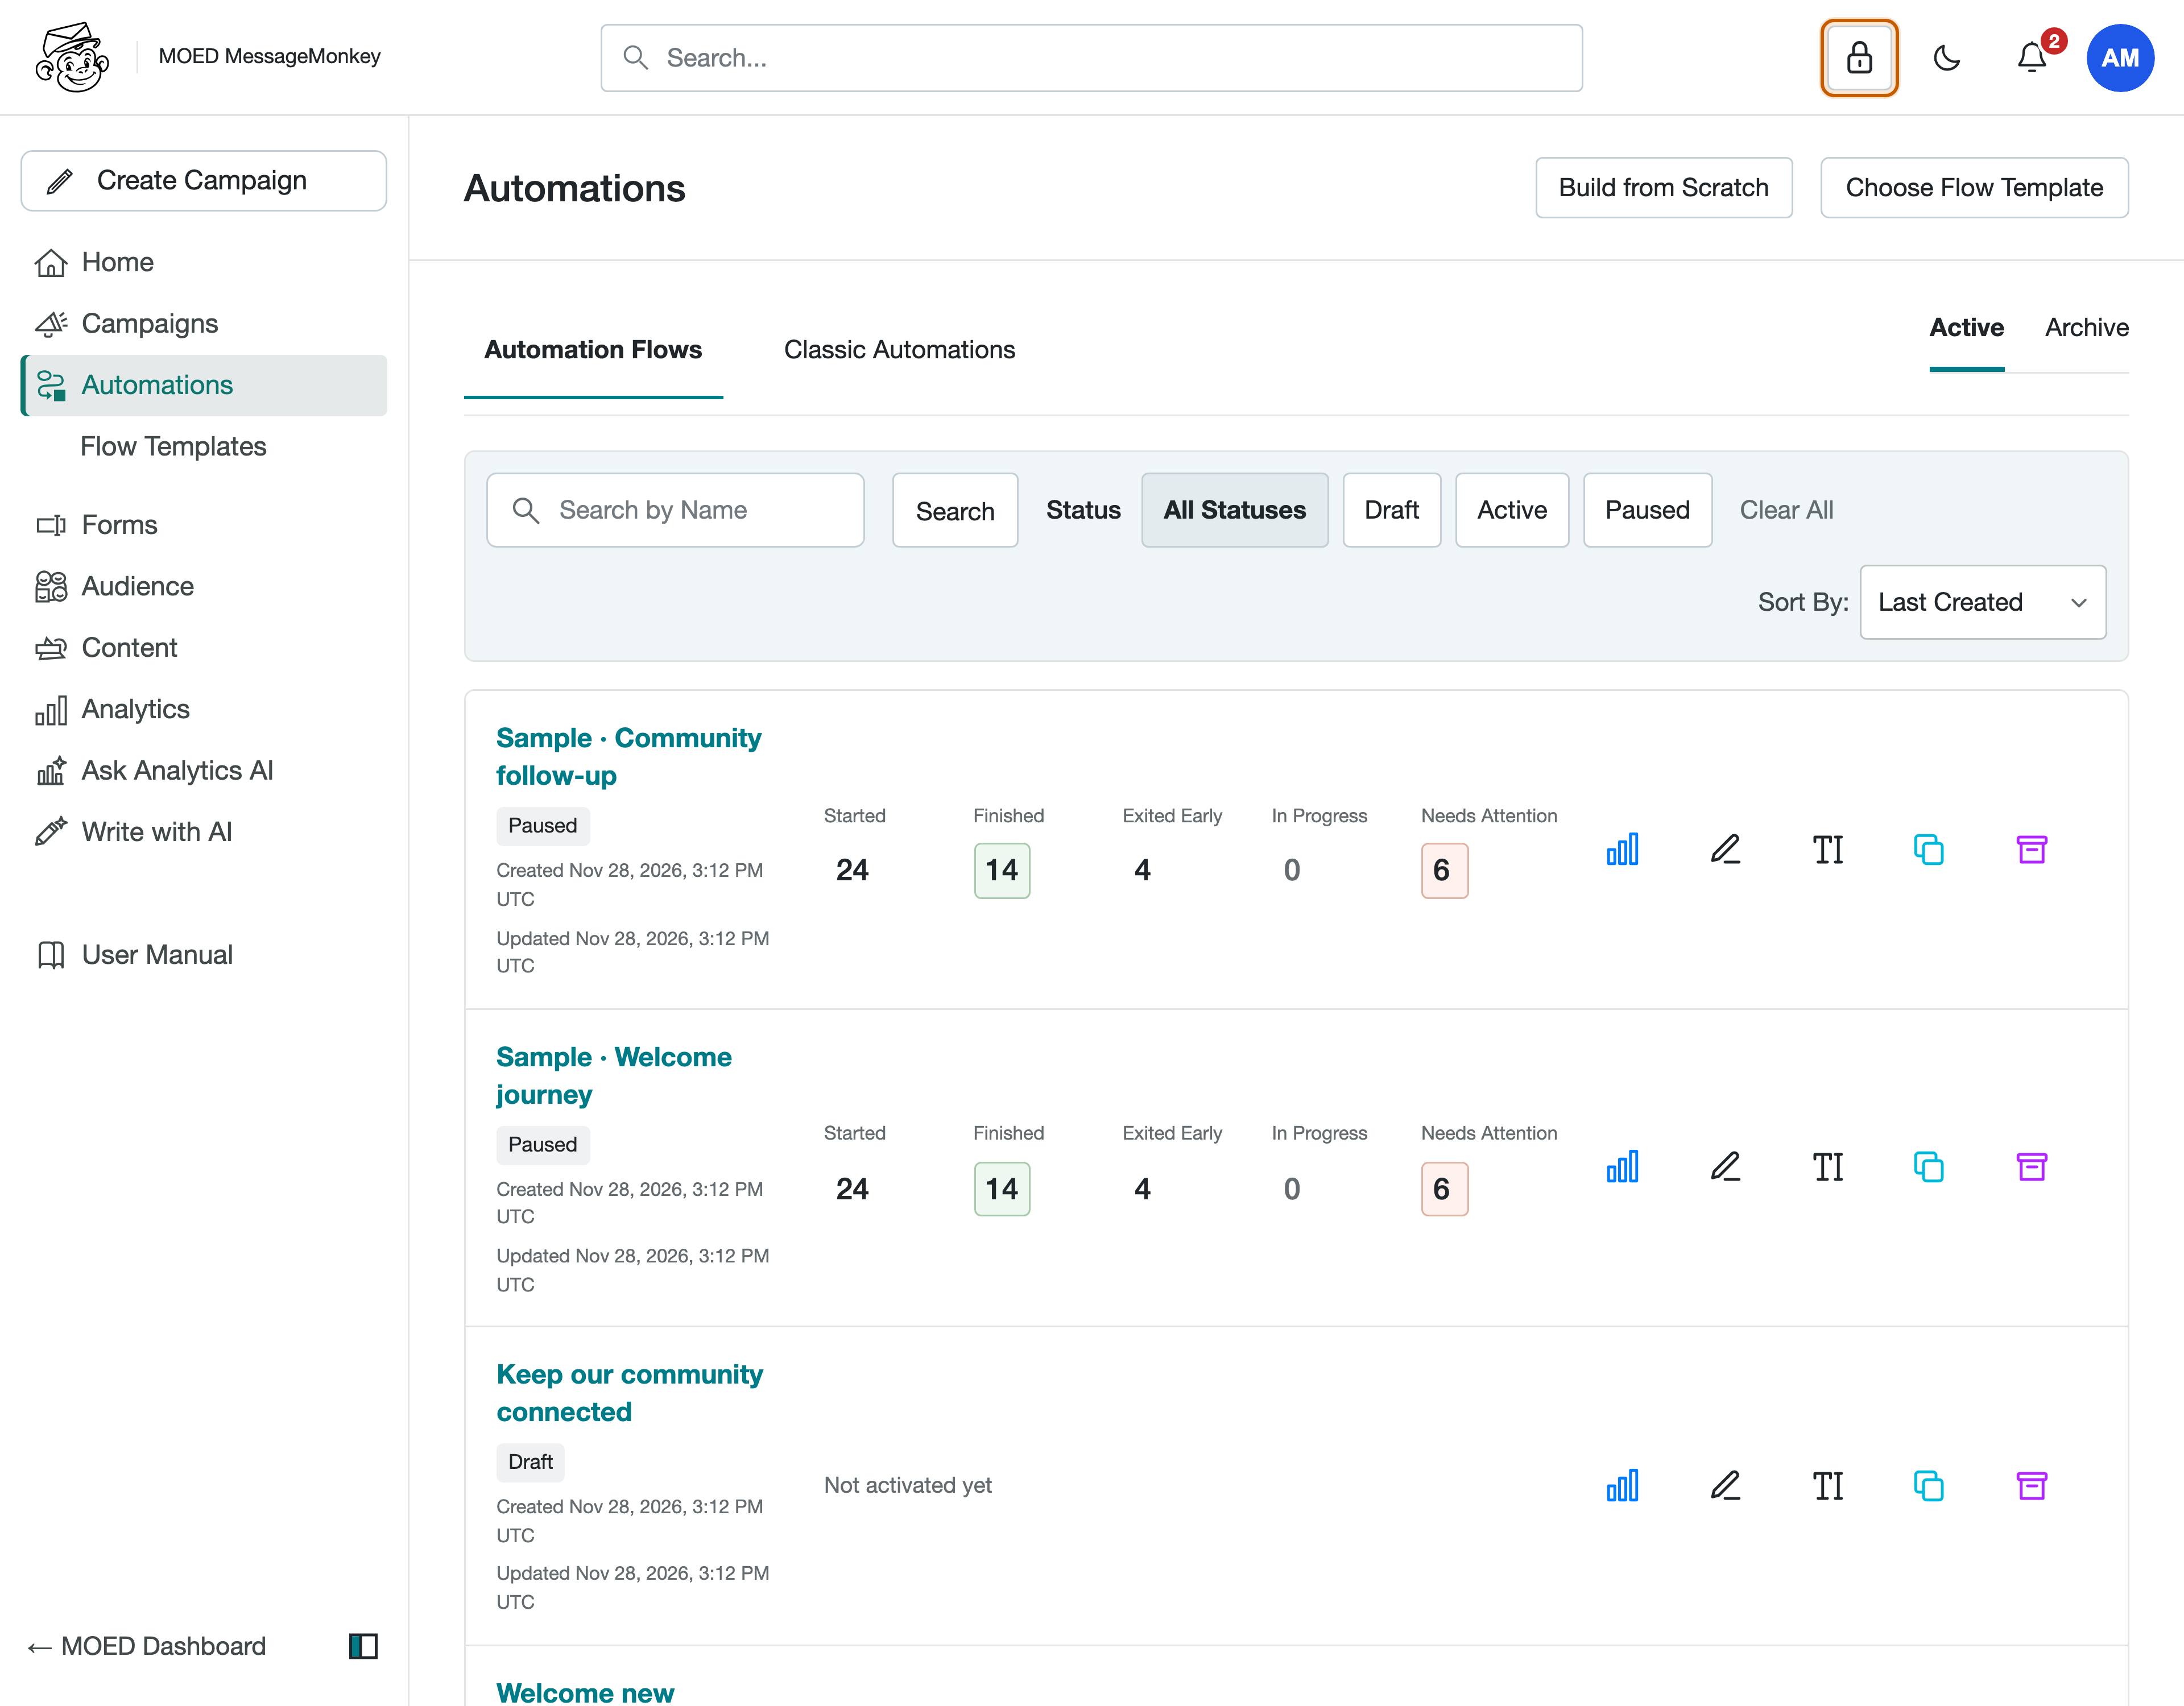 MOED MessageMonkey
Search...
2
AM
Create Campaign
Home
Campaigns
Automations
Flow Templates
Forms
Audience
Content
Analytics
Ask Analytics AI
Write with AI
User Manual
← MOED Dashboard
Automations
Build from Scratch
Choose Flow Template
Automation Flows
Classic Automations
Active
Archive
Search by Name
Search
Status
All Statuses
Draft
Active
Paused
Clear All
Sort By:
Last Created
Sample · Community
follow-up
Paused
Created Nov 28, 2026, 3:12 PM
UTC
Updated Nov 28, 2026, 3:12 PM
UTC
Started
24
Finished
14
Exited Early
4
In Progress
0
Needs Attention
6
Sample · Welcome
journey
Paused
Created Nov 28, 2026, 3:12 PM
UTC
Updated Nov 28, 2026, 3:12 PM
UTC
Started
24
Finished
14
Exited Early
4
In Progress
0
Needs Attention
6
Keep our community
connected
Draft
Created Nov 28, 2026, 3:12 PM
UTC
Updated Nov 28, 2026, 3:12 PM
UTC
Not activated yet
Welcome new